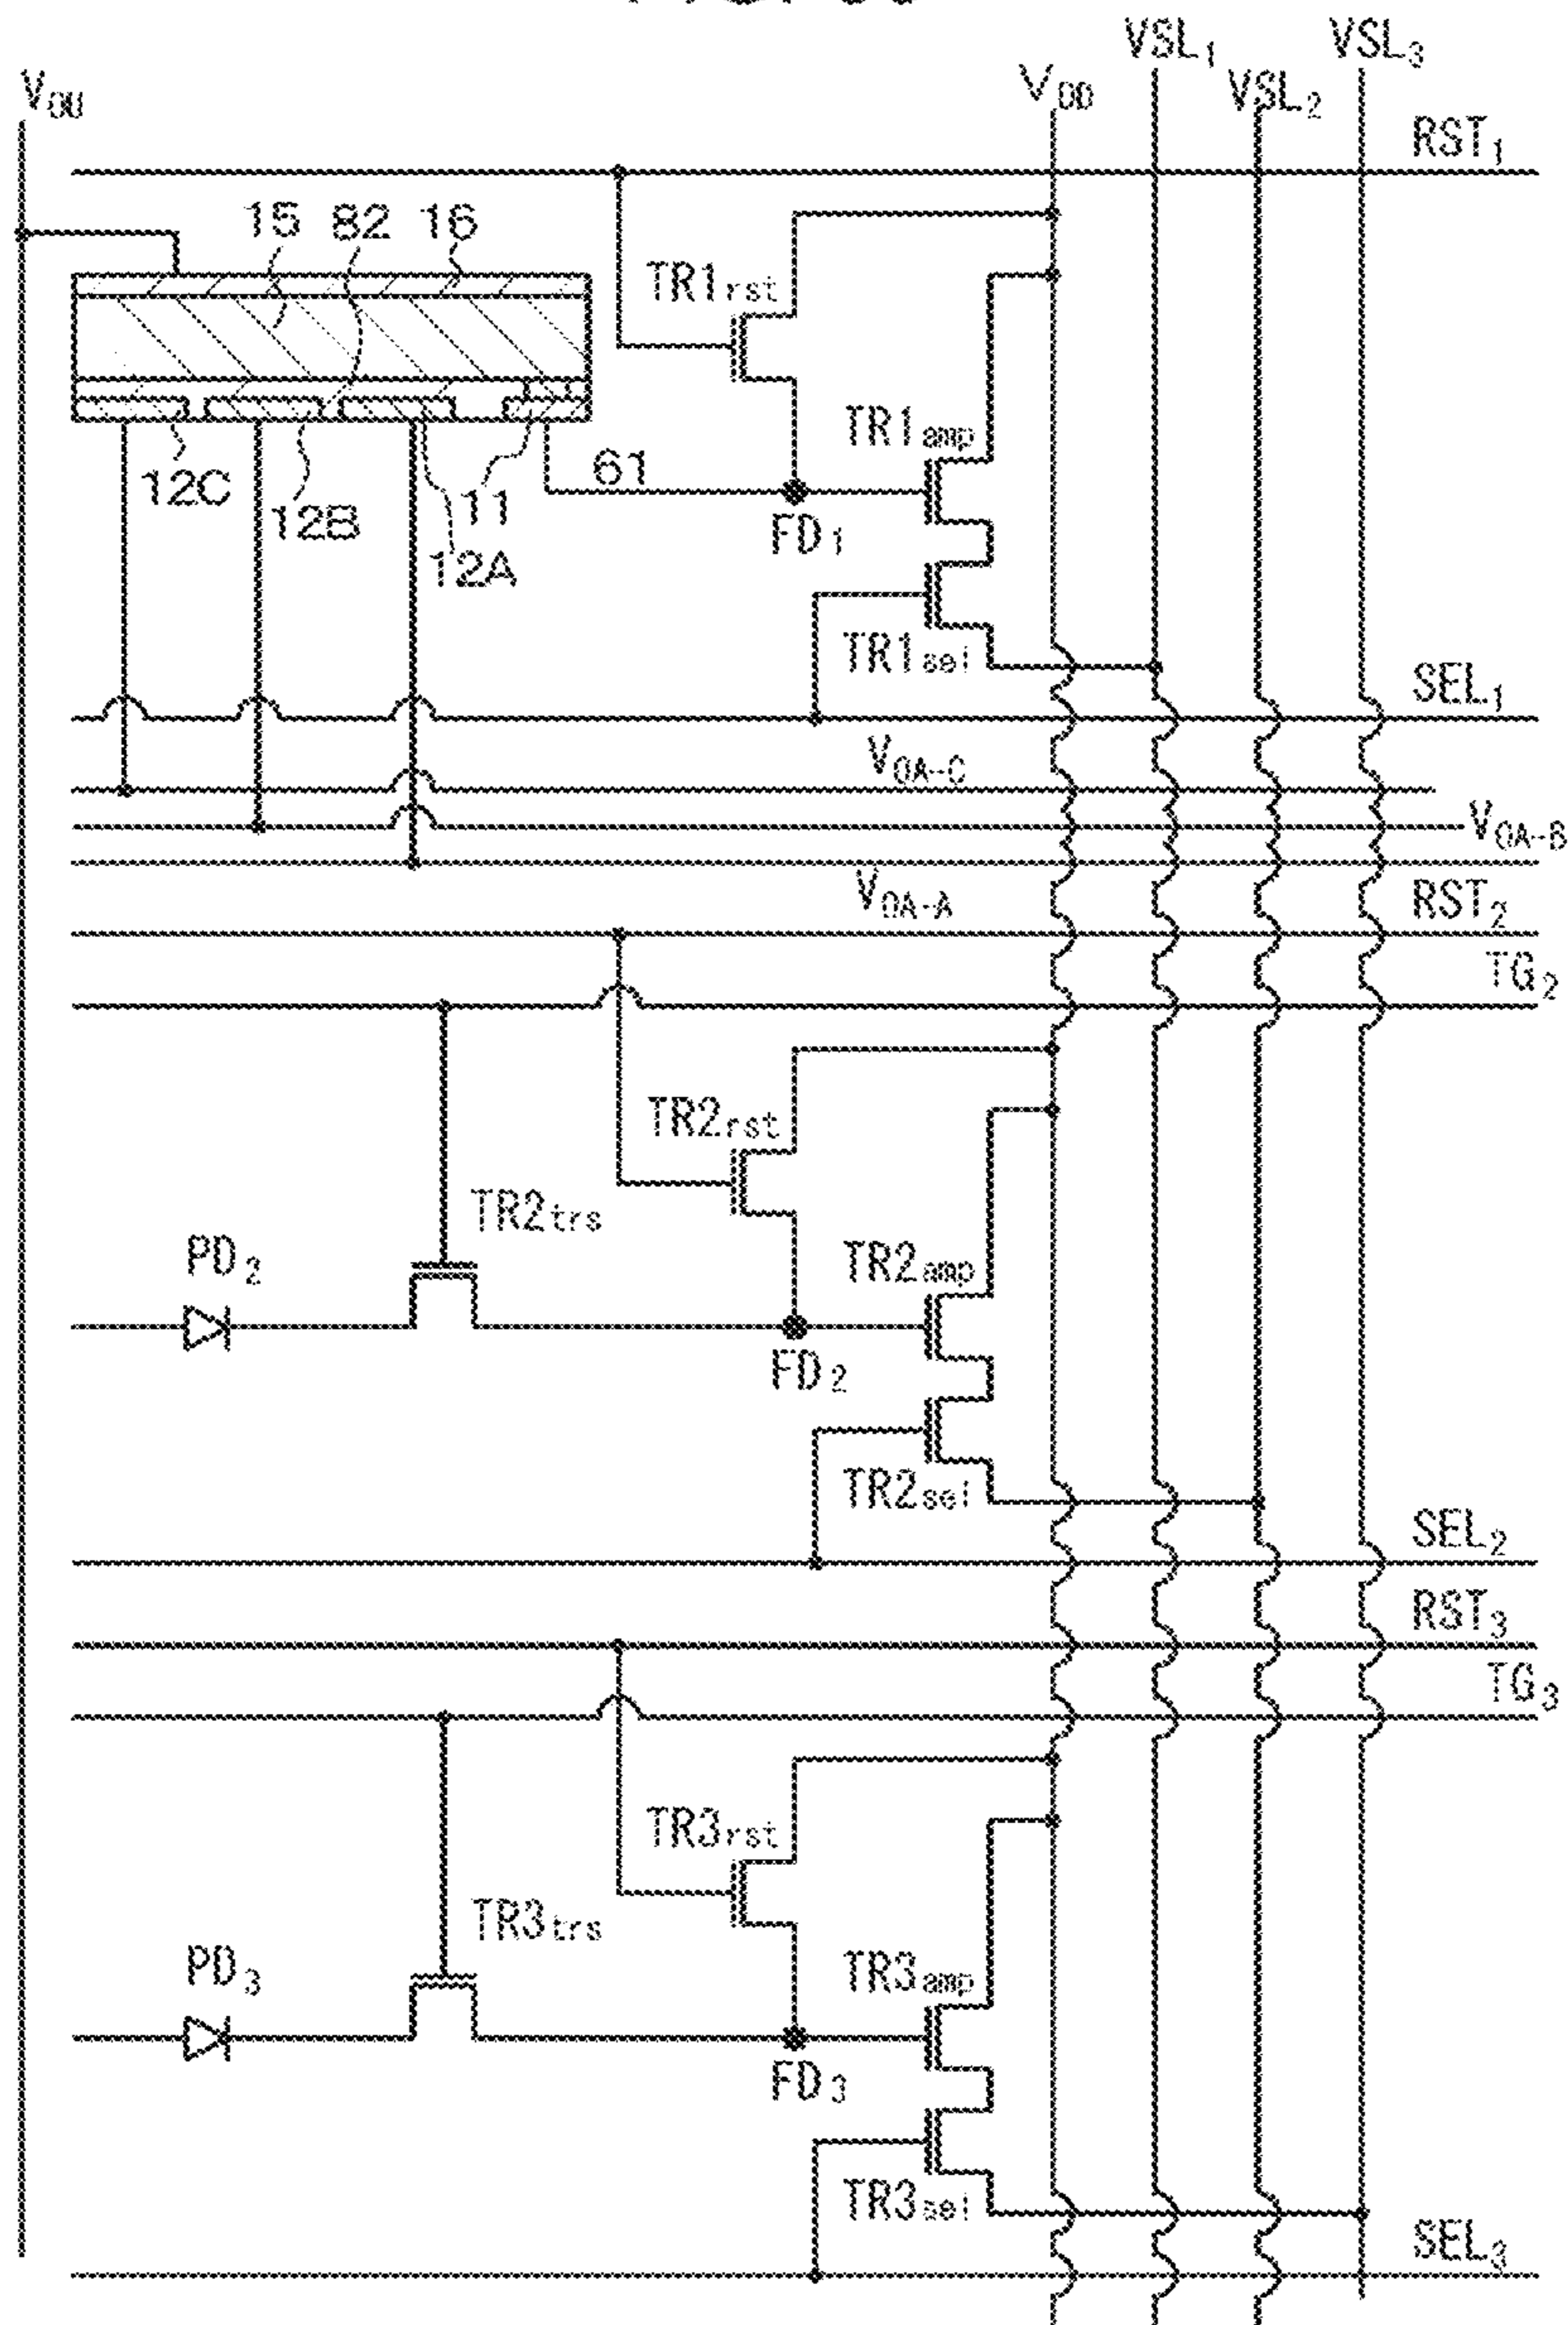 VSL1
VSL3
VOU
VDD
VSL2
RST1
15
82
16
TR1rst
TR1amp
61
12C
11
12B
FD1
12A
TR1sel
SEL1
VOA-C
VOA-B
VOA-A
RST2
TG2
TR2rst
TR2trs
PD2
TR2amp
FD2
TR2sel
SEL2
RST3
TG3
TR3rst
TR3trs
PD3
TR3amp
FD3
TR3sel
SEL3